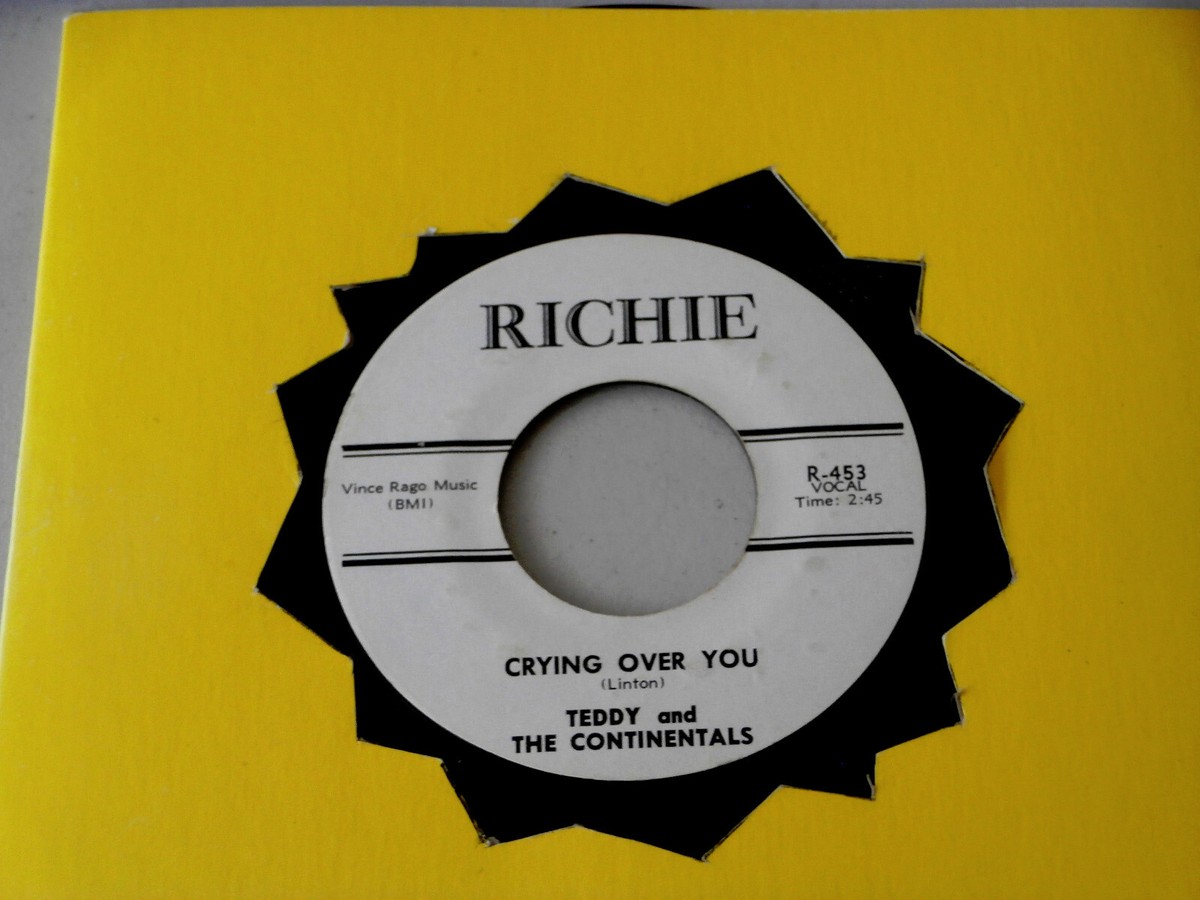 RICHIE
Vince Rago Music
(BMI)
R-453
VOCAL
Time: 2:45
CRYING OVER YOU
(Linton)
TEDDY and
THE CONTINENTALS